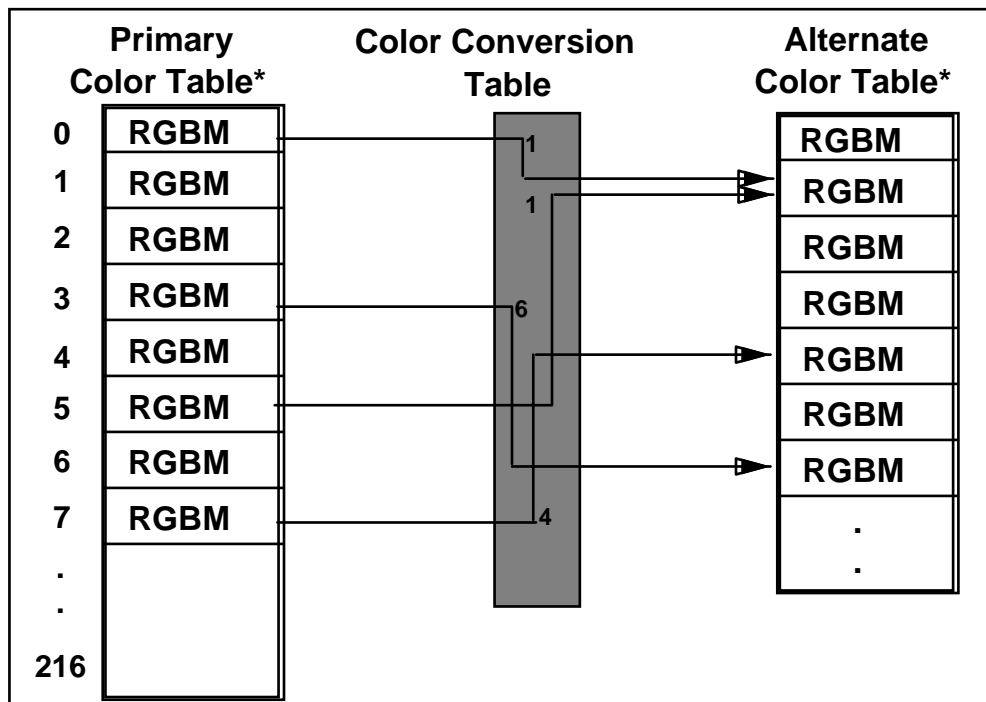 Primary
Color Table*
Color Conversion
Table
Alternate
Color Table*
0 RGBM 1 RGBM
1 RGBM 1 RGBM
2 RGBM RGBM
3 RGBM 6 RGBM
4 RGBM RGBM
5 RGBM RGBM
6 RGBM RGBM
7 RGBM 4 .
. .
.
216